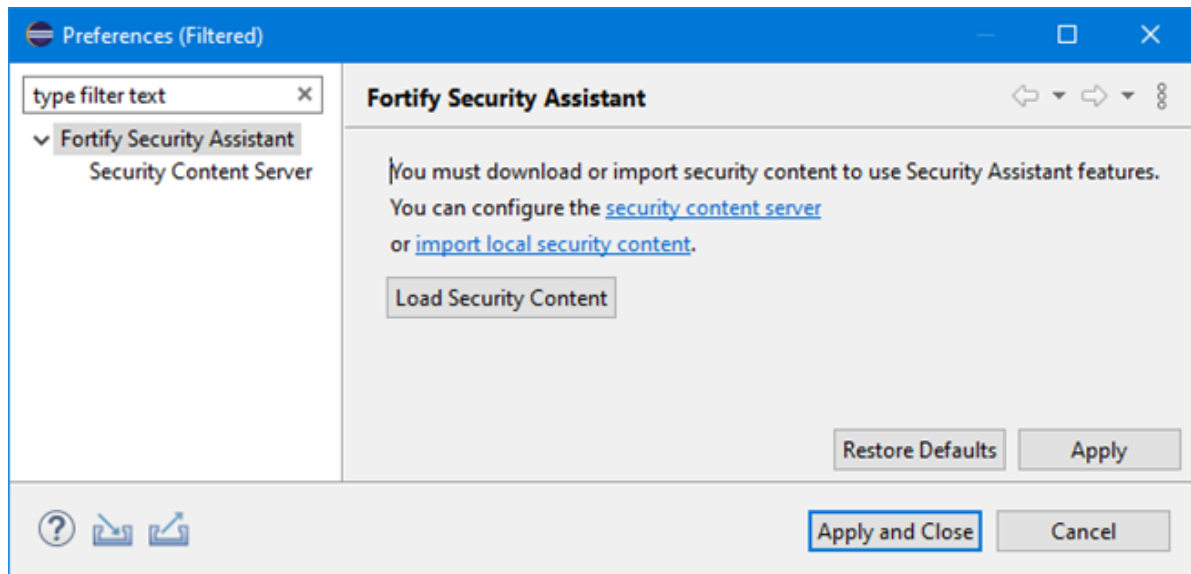 Preferences (Filtered)
type filter text
Fortify Security Assistant
Security Content Server
Fortify Security Assistant
You must download or import security content to use Security Assistant features.
You can configure the security content server
or import local security content.
Load Security Content
Restore Defaults
Apply
Apply and Close
Cancel